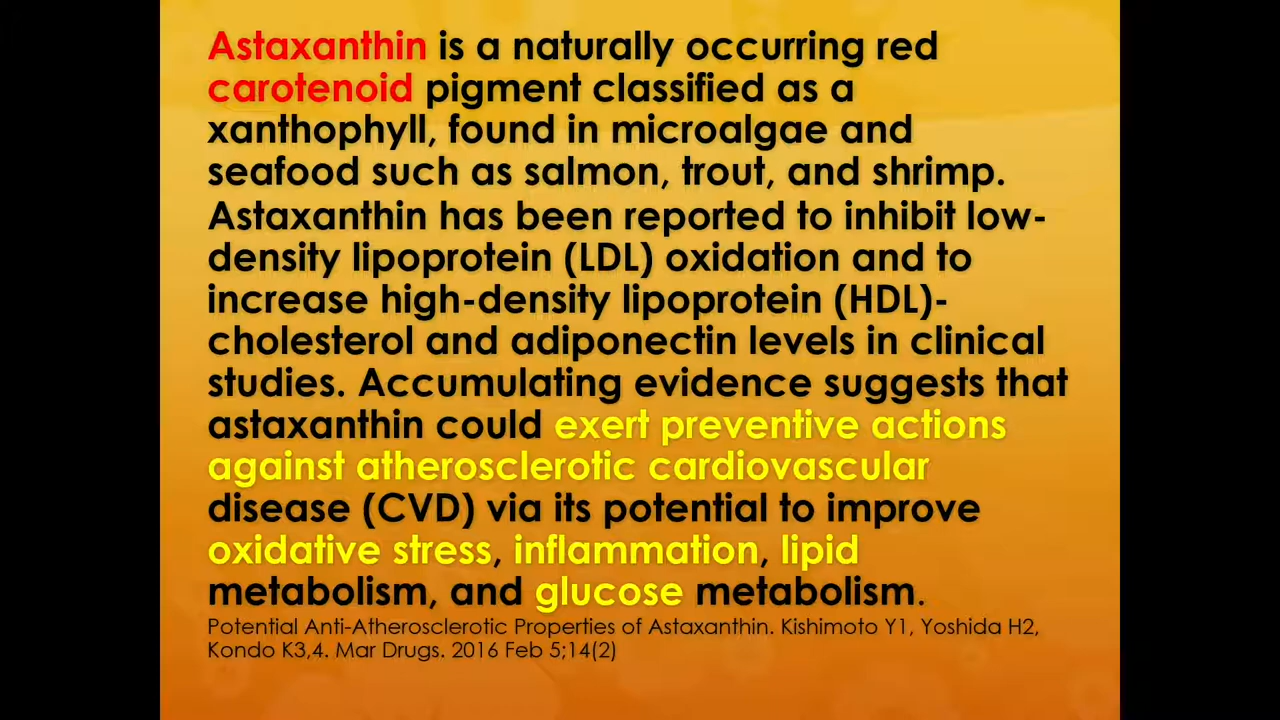 Astaxanthin is a naturally occurring red
carotenoid pigment classified as a
xanthophyll, found in microalgae and
seafood such as salmon, trout, and shrimp.
Astaxanthin has been reported to inhibit low-
density lipoprotein (LDL) oxidation and to
increase high-density lipoprotein (HDL)-
cholesterol and adiponectin levels in clinical
studies. Accumulating evidence suggests that
astaxanthin could exert preventive actions
against atherosclerotic cardiovascular
disease (CVD) via its potential to improve
oxidative stress, inflammation, lipid
metabolism, and glucose metabolism.
Potential Anti-Atherosclerotic Properties of Astaxanthin. Kishimoto Y1, Yoshida H2,
Kondo K3,4. Mar Drugs. 2016 Feb 5;14(2)